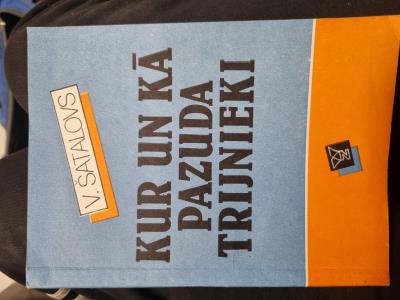 V. ŠATALOVS
KUR UN KĀ
PAZUDA
TRIJNIEKI